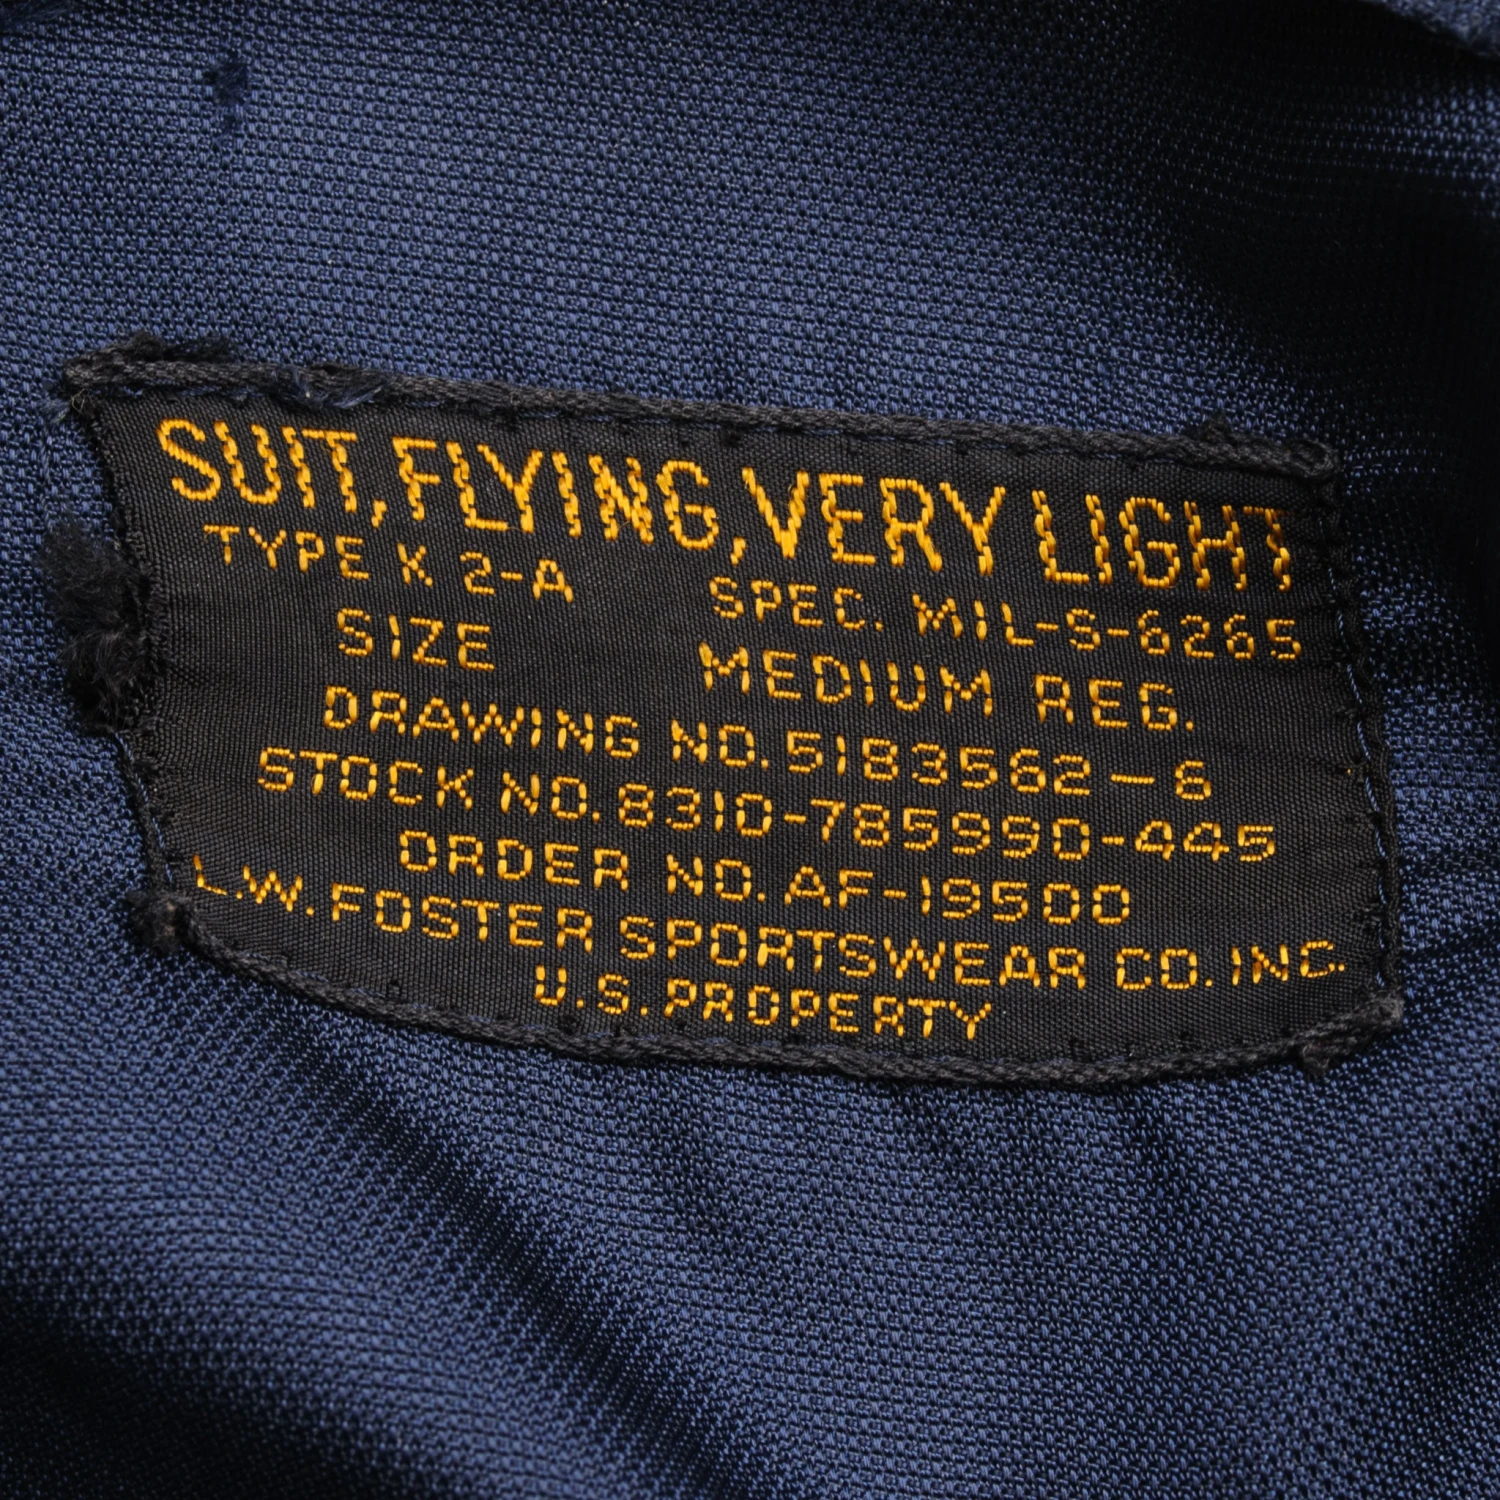 SUIT, FLYING, VERY LIGHT
TYPE K 2-A SPEC. MIL-S-6265
SIZE MEDIUM REG.
DRAWING NO. 5183562-6
STOCK NO. 8310-785990-445
ORDER NO. AF-19500
L.W. FOSTER SPORTSWEAR CO. INC.
U.S. PROPERTY